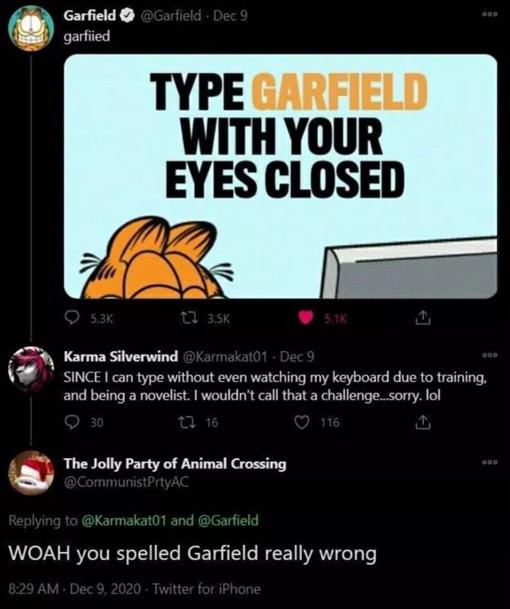 Garfield @Garfield · Dec 9
garfiied
TYPE GARFIELD
WITH YOUR
EYES CLOSED
5.3K 3.5K 5.1K
Karma Silverwind @Karmakat01 · Dec 9
SINCE I can type without even watching my keyboard due to training,
and being a novelist. I wouldn't call that a challenge...sorry. lol
30 16 116
The Jolly Party of Animal Crossing
@CommunistPrtyAC
Replying to @Karmakat01 and @Garfield
WOAH you spelled Garfield really wrong
8:29 AM · Dec 9, 2020 · Twitter for iPhone